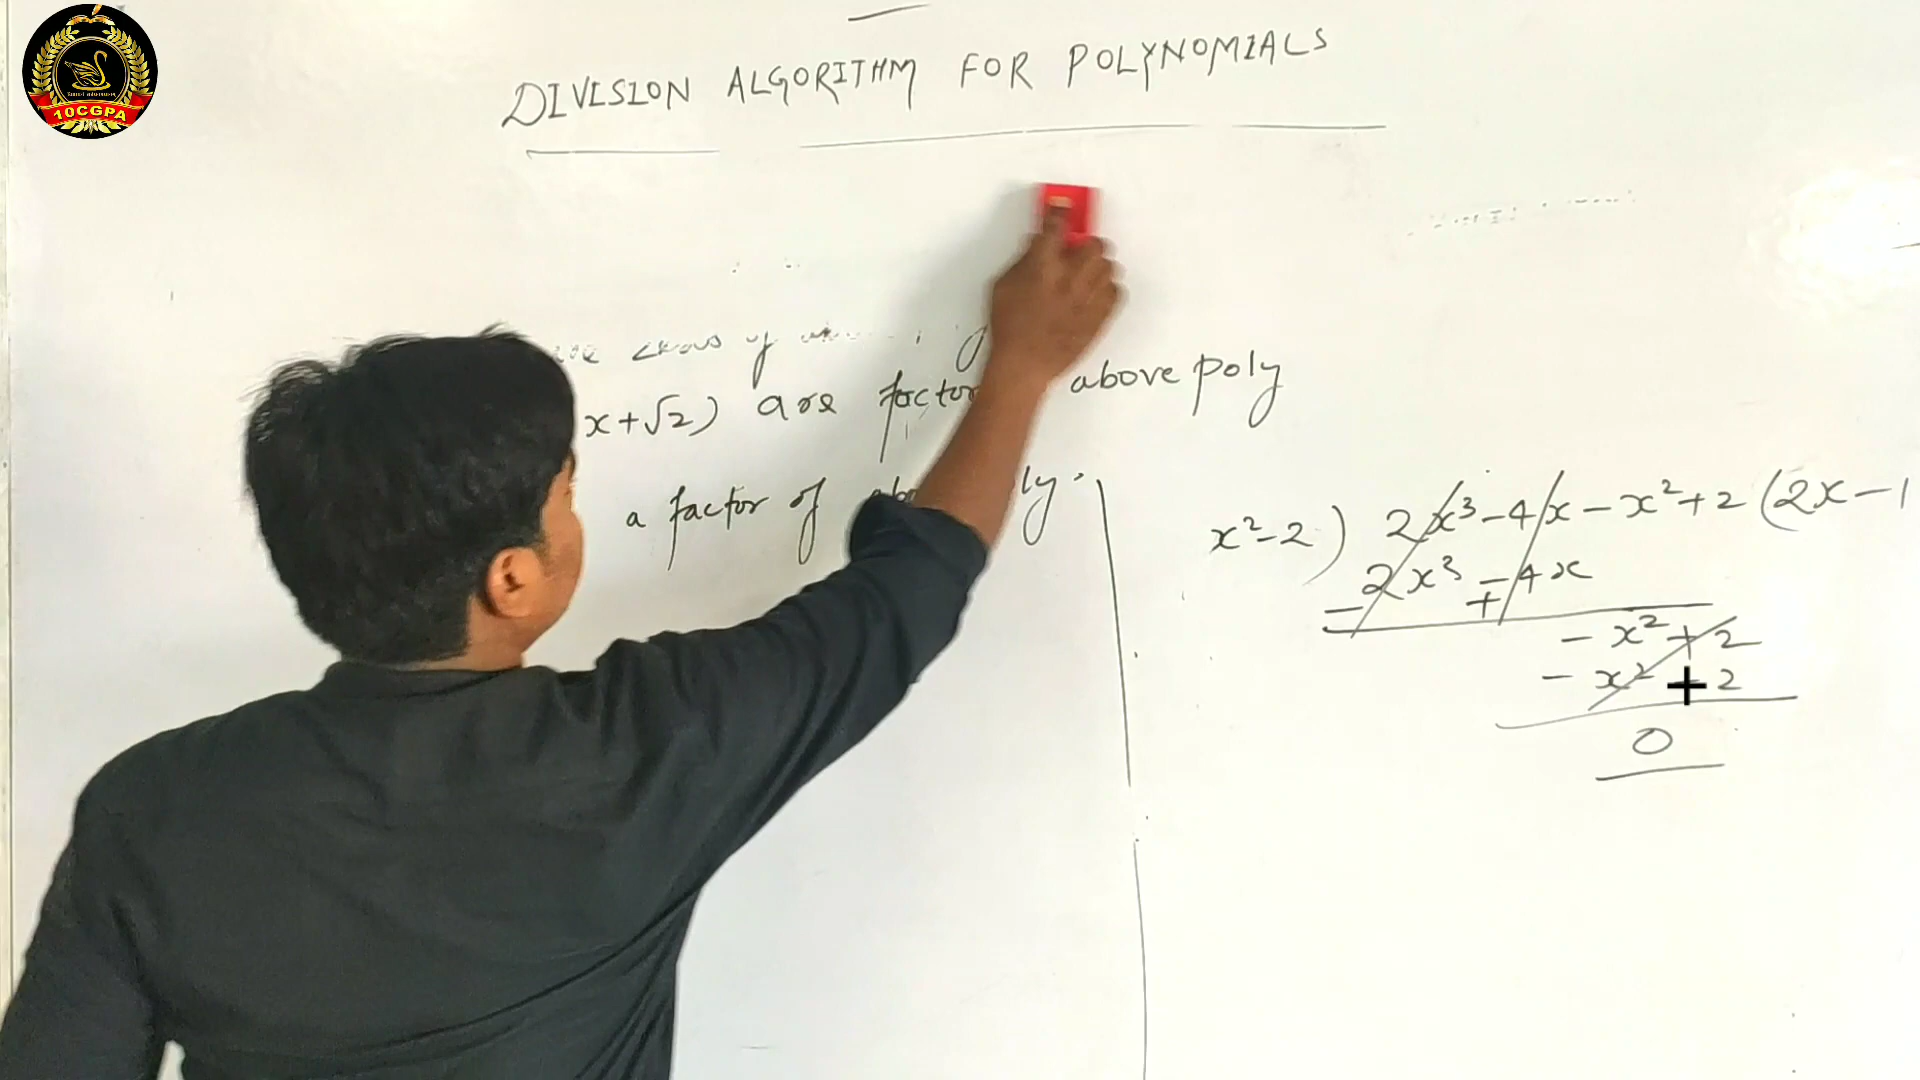 10CGPA
DIVISION ALGORITHM FOR POLYNOMIALS
x+√2) are factor above poly
a factor of
x²-2) 2x³-4x-x²+2 (2x-1
2x³ -4x
- +
-x²+2
-x²+2
0